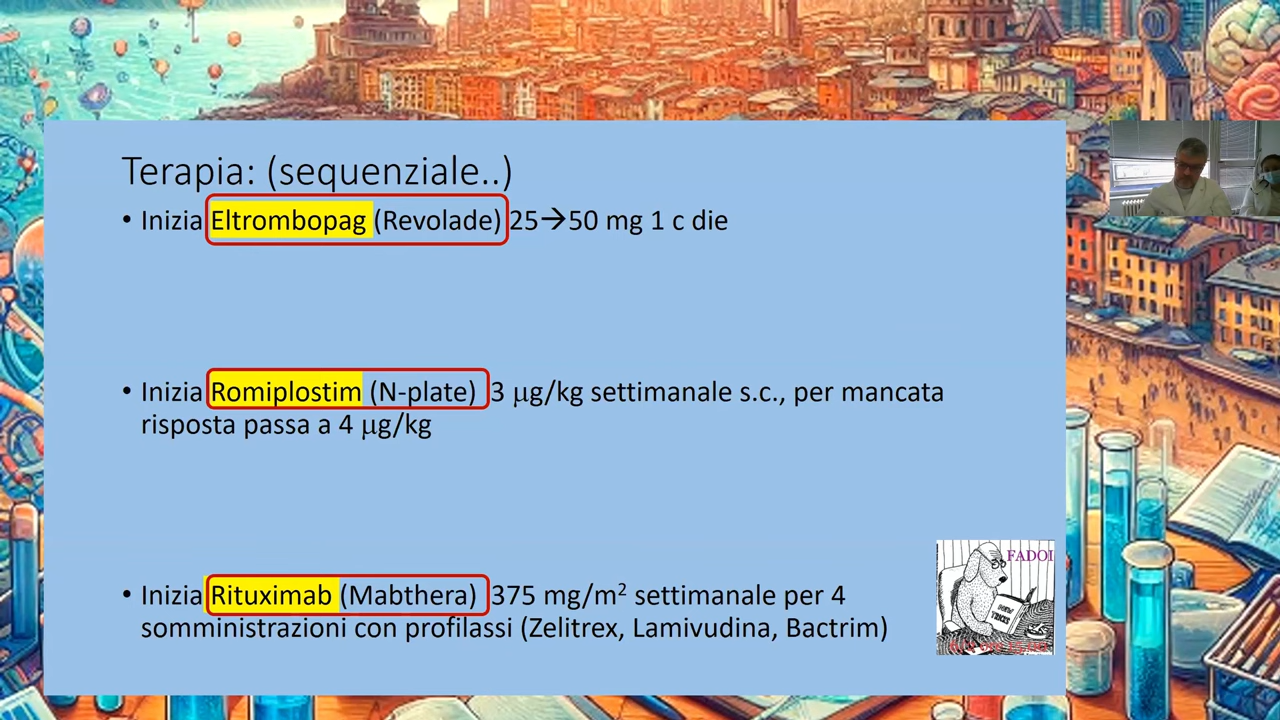 Terapia: (sequenziale..)
• Inizia Eltrombopag (Revolade) 25→50 mg 1 c die
• Inizia Romiplostim (N-plate) 3 µg/kg settimanale s.c., per mancata
risposta passa a 4 µg/kg
• Inizia Rituximab (Mabthera) 375 mg/m² settimanale per 4
somministrazioni con profilassi (Zelitrex, Lamivudina, Bactrim)
FADOI